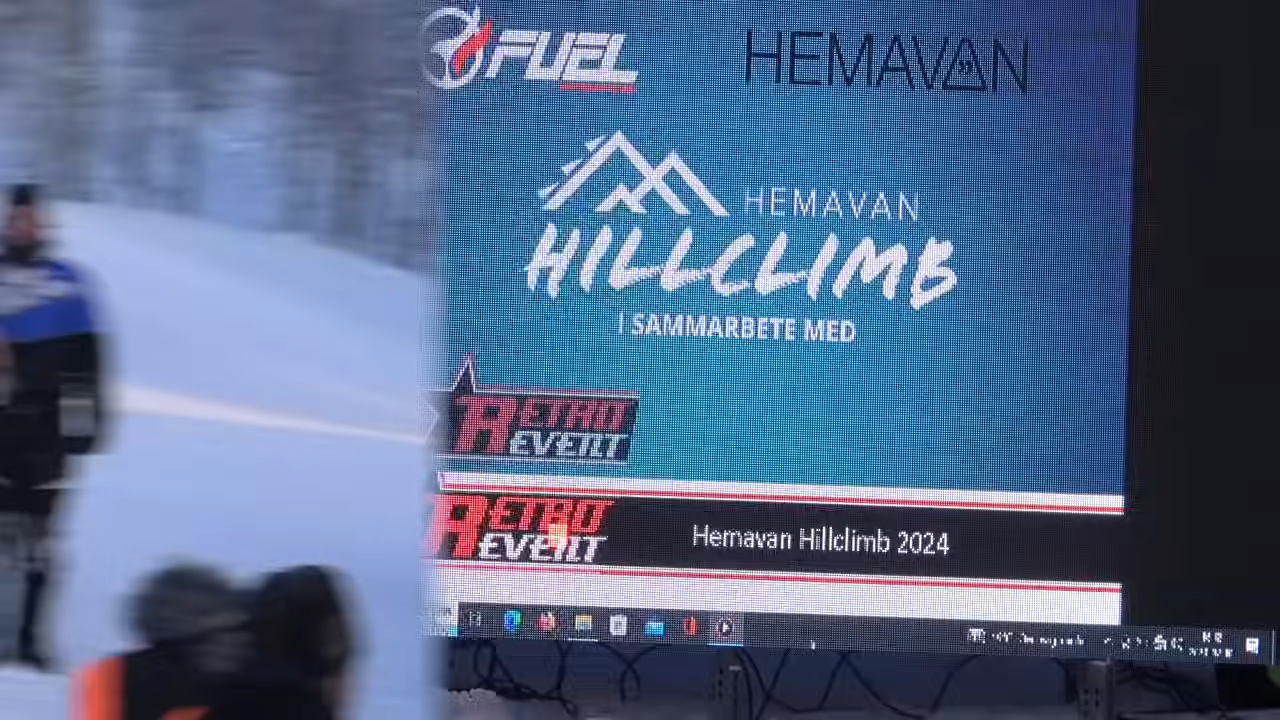 FUEL
HEMAVAN
HEMAVAN
HILLCLIMB
I SAMMARBETE MED
RETRO
EVENT
RETRO
EVENT
Hemavan Hillclimb 2024